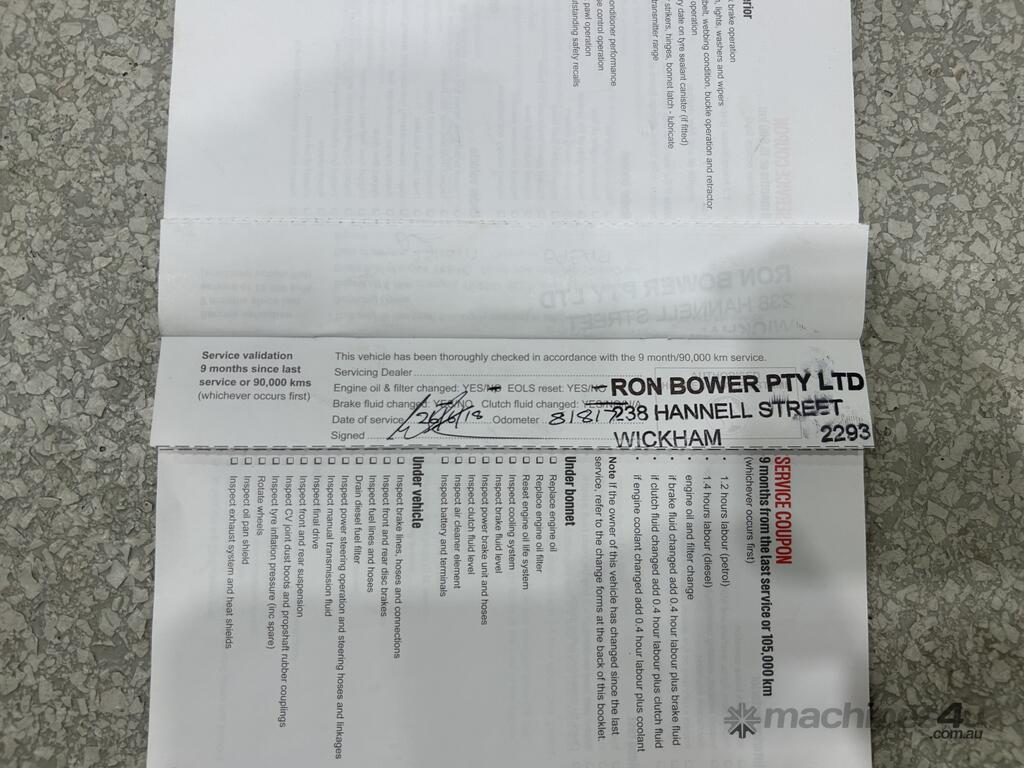 erior
t brake operation
n, lights, washers and wipers
belt, webbing condition, buckle operation and retractor
operation
ry date on tyre sealant canister (if fitted)
strikers, hinges, bonnet latch - lubricate
transmitter range
onditioner performance
e control operation
pawl operation
utstanding safety recalls
Service validation
9 months since last
service or 90,000 kms
(whichever occurs first)
This vehicle has been thoroughly checked in accordance with the 9 month/90,000 km service.
Servicing Dealer
Engine oil & filter changed: YES/NO EOLS reset: YES/NO
Brake fluid changed: YES/NO Clutch fluid changed: YES/NO/N/A
Date of service 26/6/18 Odometer 81817
Signed
RON BOWER PTY LTD
238 HANNELL STREET
WICKHAM 2293
SERVICE COUPON
9 months from the last service or 105,000 km
(whichever occurs first)
• 1.2 hours labour (petrol)
• 1.4 hours labour (diesel)
• engine oil and filter change
• if brake fluid changed add 0.4 hour labour plus brake fluid
• if clutch fluid changed add 0.4 hour labour plus clutch fluid
• if engine coolant changed add 0.4 hour labour plus coolant
Note If the owner of this vehicle has changed since the last
service, refer to the change forms at the back of this booklet.
Under bonnet
❑ Replace engine oil
❑ Replace engine oil filter
❑ Reset engine oil life system
❑ Inspect cooling system
❑ Inspect brake fluid level
❑ Inspect power brake unit and hoses
❑ Inspect clutch fluid level
❑ Inspect air cleaner element
❑ Inspect battery and terminals
Under vehicle
❑ Inspect brake lines, hoses and connections
❑ Inspect front and rear disc brakes
❑ Inspect fuel lines and hoses
❑ Drain diesel fuel filter
❑ Inspect power steering operation and steering hoses and linkages
❑ Inspect manual transmission fluid
❑ Inspect final drive
❑ Inspect front and rear suspension
❑ Inspect CV joint dust boots and propshaft rubber couplings
❑ Inspect tyre inflation pressure (inc spare)
❑ Rotate wheels
❑ Inspect oil pan shield
❑ Inspect exhaust system and heat shields
machines4u
.com.au